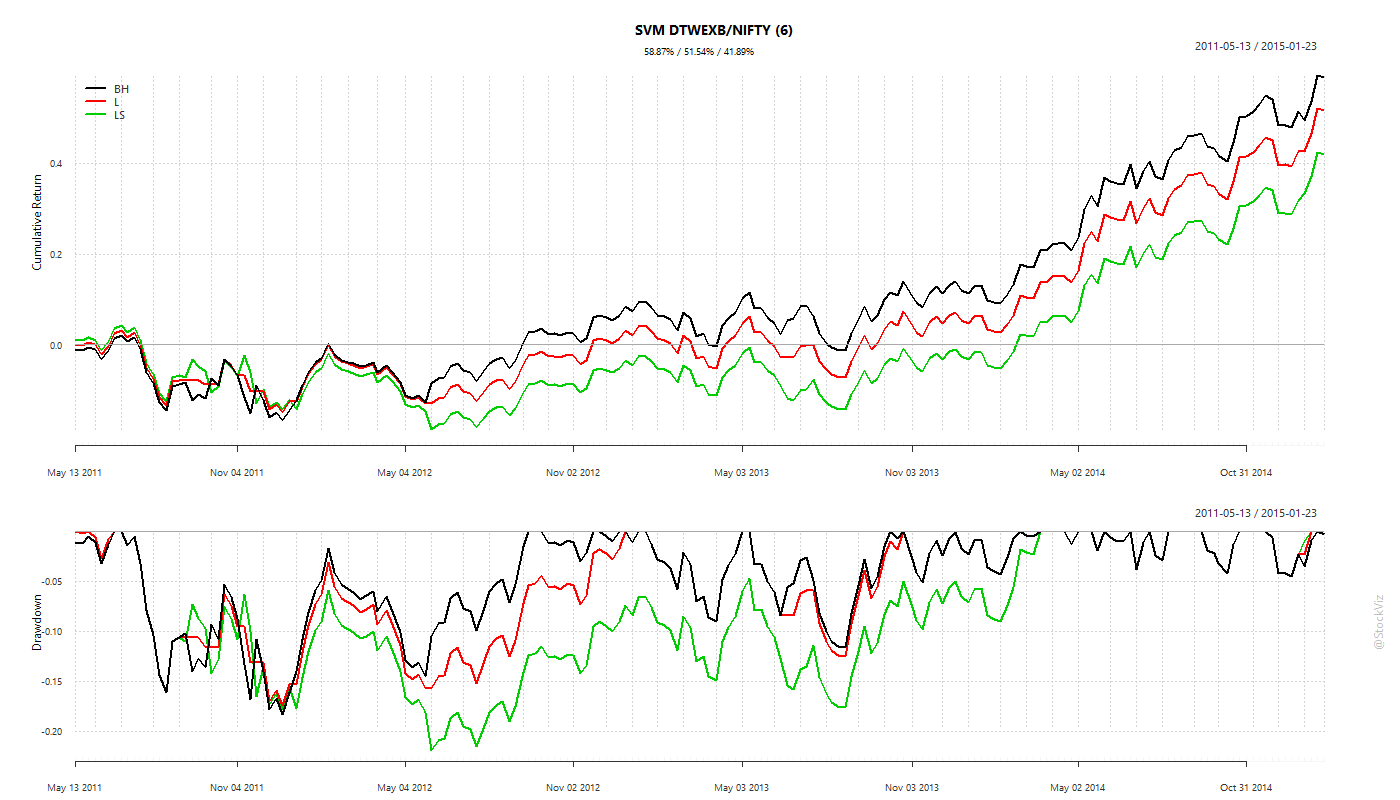 SVM DTWEXB/NIFTY (6)
58.87% / 51.54% / 41.89%
2011-05-13 / 2015-01-23
BH
L
LS
Cumulative Return
0.4
0.2
0.0
May 13 2011 Nov 04 2011 May 04 2012 Nov 02 2012 May 03 2013 Nov 03 2013 May 02 2014 Oct 31 2014
2011-05-13 / 2015-01-23
Drawdown
-0.05
-0.10
-0.15
-0.20
May 13 2011 Nov 04 2011 May 04 2012 Nov 02 2012 May 03 2013 Nov 03 2013 May 02 2014 Oct 31 2014
@StockViz